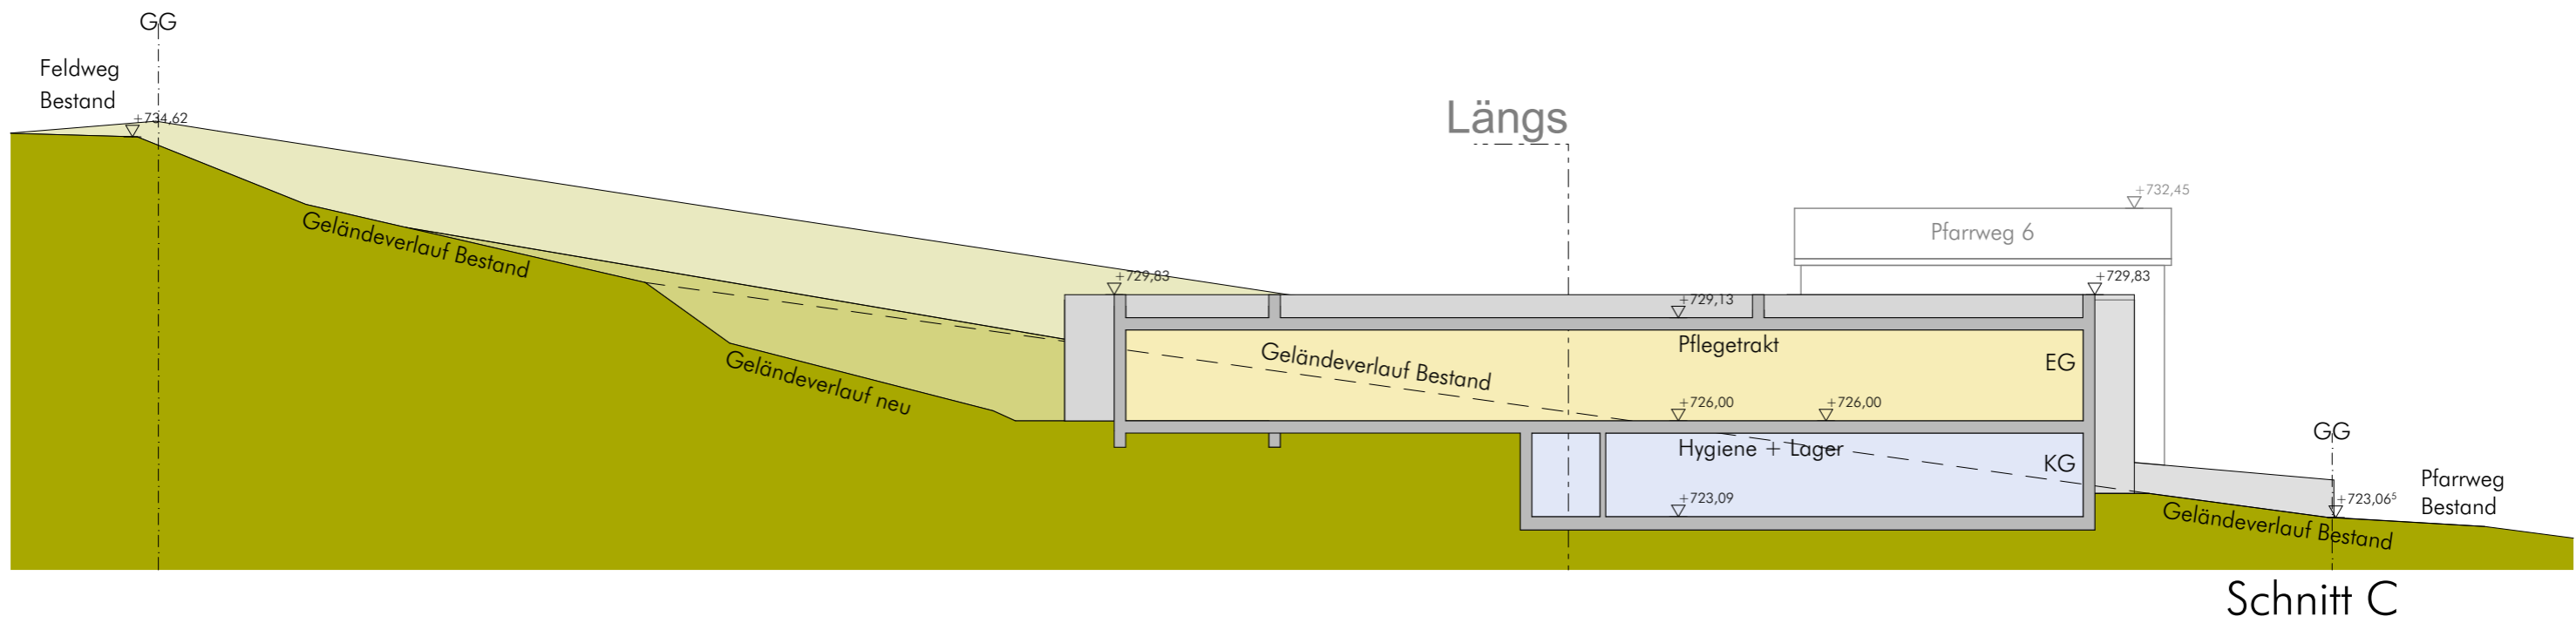 GG
Feldweg
Bestand
+734,62
Geländeverlauf Bestand
Geländeverlauf neu
Längs
+732,45
Pfarrweg 6
+729,83
+729,83
+729,13
Pflegetrakt
EG
Geländeverlauf Bestand
+726,00
+726,00
Hygiene + Lager
KG
+723,09
GG
Pfarrweg
Bestand
+723,06⁵
Geländeverlauf Bestand
Schnitt C